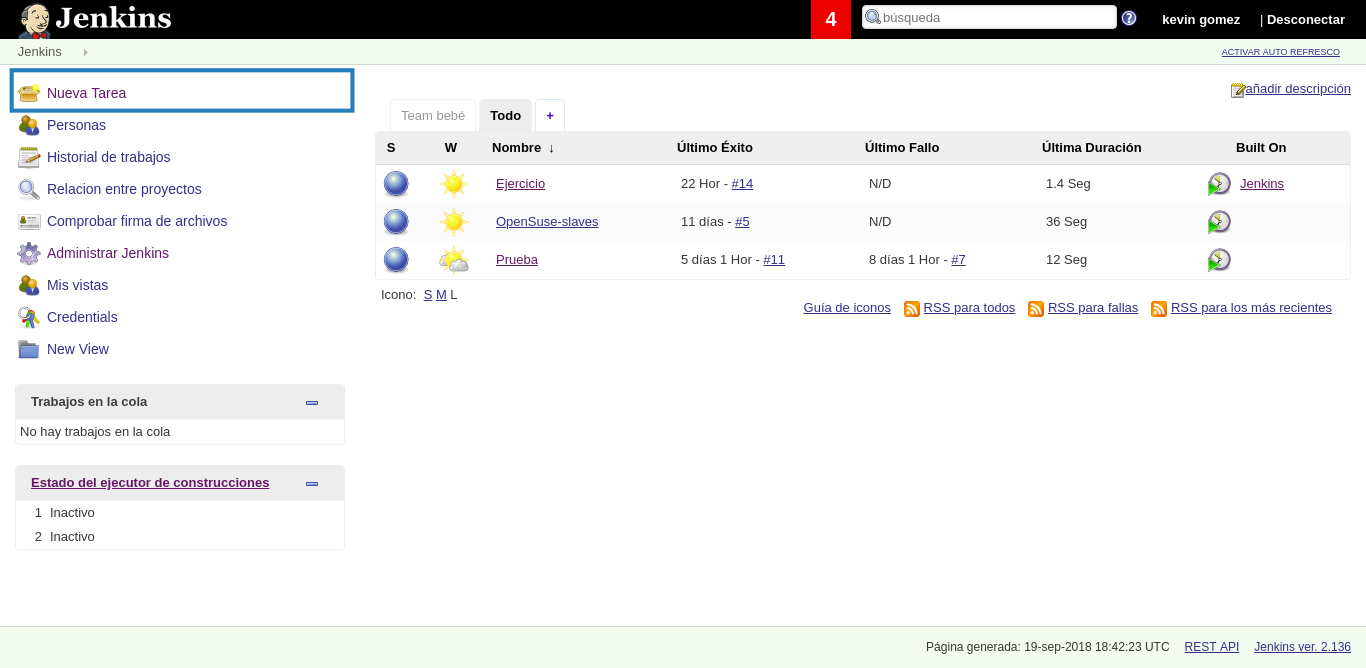 Jenkins
4
búsqueda
kevin gomez
| Desconectar
Jenkins
ACTIVAR AUTO REFRESCO
Nueva Tarea
Personas
Historial de trabajos
Relacion entre proyectos
Comprobar firma de archivos
Administrar Jenkins
Mis vistas
Credentials
New View
Trabajos en la cola
No hay trabajos en la cola
Estado del ejecutor de construcciones
1 Inactivo
2 Inactivo
añadir descripción
Team bebé Todo +
S W Nombre ↓ Último Éxito Último Fallo Última Duración Built On
Ejercicio 22 Hor - #14 N/D 1.4 Seg Jenkins
OpenSuse-slaves 11 días - #5 N/D 36 Seg
Prueba 5 días 1 Hor - #11 8 días 1 Hor - #7 12 Seg
Icono: S M L
Guía de iconos RSS para todos RSS para fallas RSS para los más recientes
Página generada: 19-sep-2018 18:42:23 UTC REST API Jenkins ver. 2.136